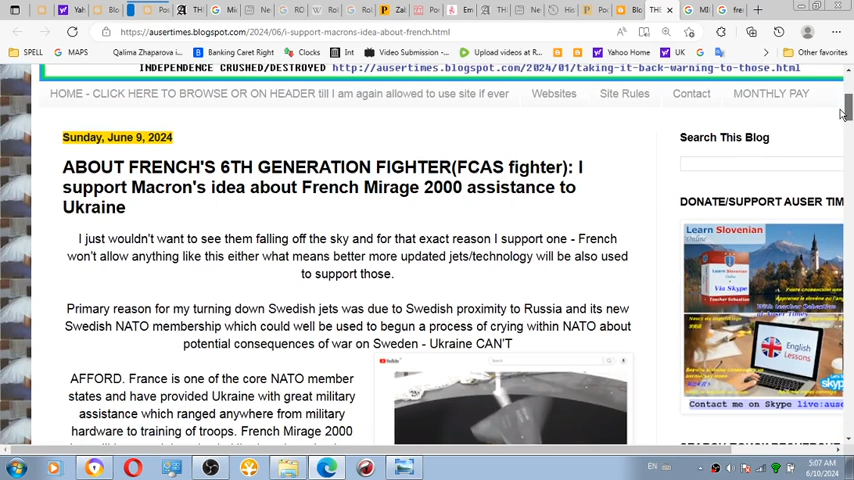 https://ausertimes.blogspot.com/2024/06/i-support-macrons-idea-about-french.html
SPELL
GMAPS
Qalima Zhaparova i...
Banking Caret Right
Clocks
Int
Video Submission -...
Upload videos at R...
Yahoo Home
UK
Other favorites
INDEPENDENCE CRUSHED/DESTROYED http://ausertimes.blogspot.com/2024/01/taking-it-back-warning-to-those.html
HOME - CLICK HERE TO BROWSE OR ON HEADER till I am again allowed to use site if ever
Websites
Site Rules
Contact
MONTHLY PAY
Sunday, June 9, 2024
ABOUT FRENCH'S 6TH GENERATION FIGHTER(FCAS fighter): I
support Macron's idea about French Mirage 2000 assistance to
Ukraine
I just wouldn't want to see them falling off the sky and for that exact reason I support one - French
won't allow anything like this either what means better more updated jets/technology will be also used
to support those.
Primary reason for my turning down Swedish jets was due to Swedish proximity to Russia and its new
Swedish NATO membership which could well be used to begun a process of crying within NATO about
potential consequences of war on Sweden - Ukraine CAN'T
AFFORD. France is one of the core NATO member
states and have provided Ukraine with great military
assistance which ranged anywhere from military
hardware to training of troops. French Mirage 2000
Search This Blog
DONATE/SUPPORT AUSER TIM
Learn Slovenian
Online
Via Skype
English
Lessons
Contact me on Skype live:ause
EN
5:07 AM
6/10/2024